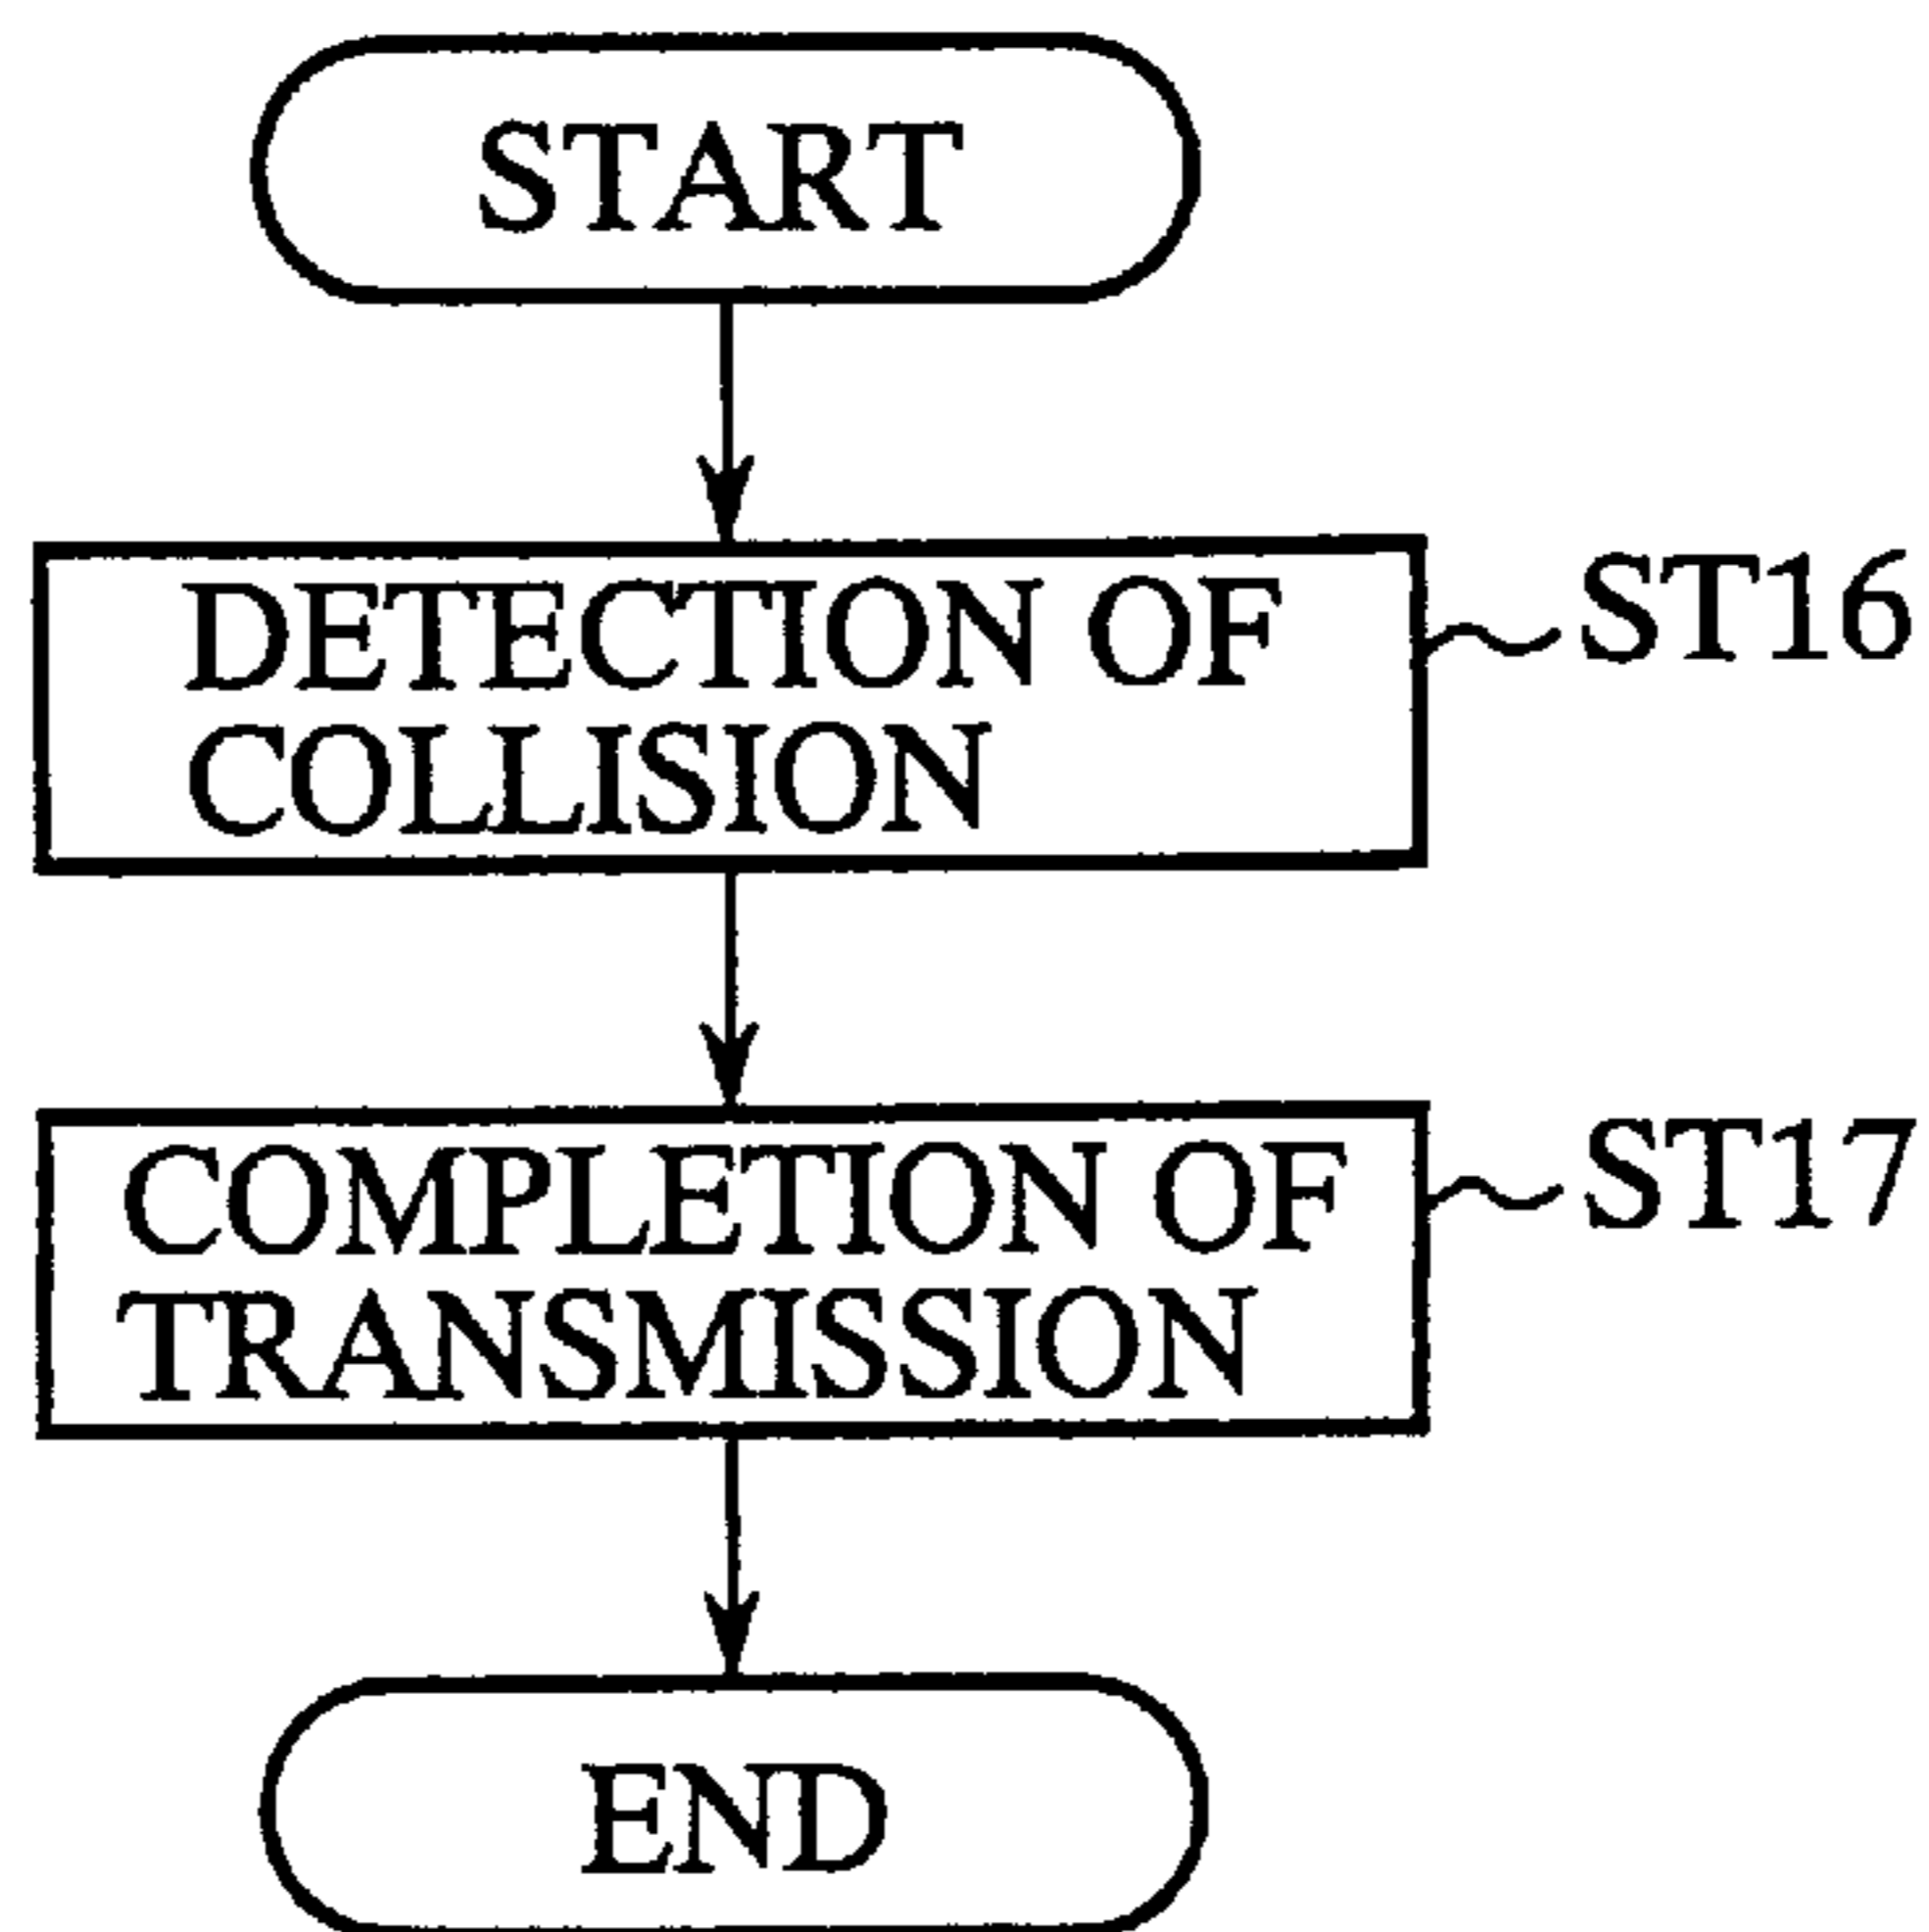 START
DETECTION OF
COLLISION
ST16
COMPLETION OF
TRANSMISSION
ST17
END